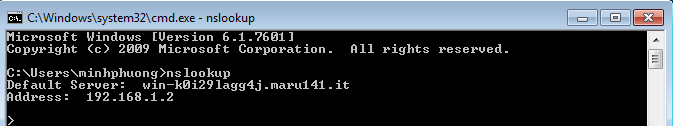 C:\Windows\system32\cmd.exe - nslookup
Microsoft Windows [Version 6.1.7601]
Copyright (c) 2009 Microsoft Corporation.  All rights reserved.
C:\Users\minhphuong>nslookup
Default Server:  win-k0i29lagg4j.maru141.it
Address:  192.168.1.2
>